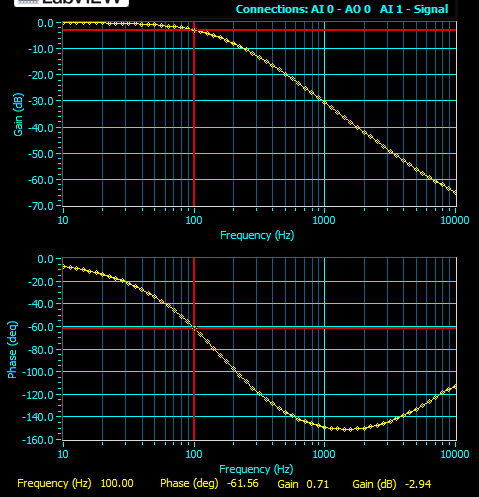 LabVIEW
Connections: AI 0 - AO 0 AI 1 - Signal
0.0
-10.0
-20.0
-30.0
-40.0
-50.0
-60.0
-70.0
Gain (dB)
10 100 1000 10000
Frequency (Hz)
0.0
-20.0
-40.0
-60.0
-80.0
-100.0
-120.0
-140.0
-160.0
Phase (deg)
10 100 1000 10000
Frequency (Hz)
Frequency (Hz) 100.00 Phase (deg) -61.56 Gain 0.71 Gain (dB) -2.94